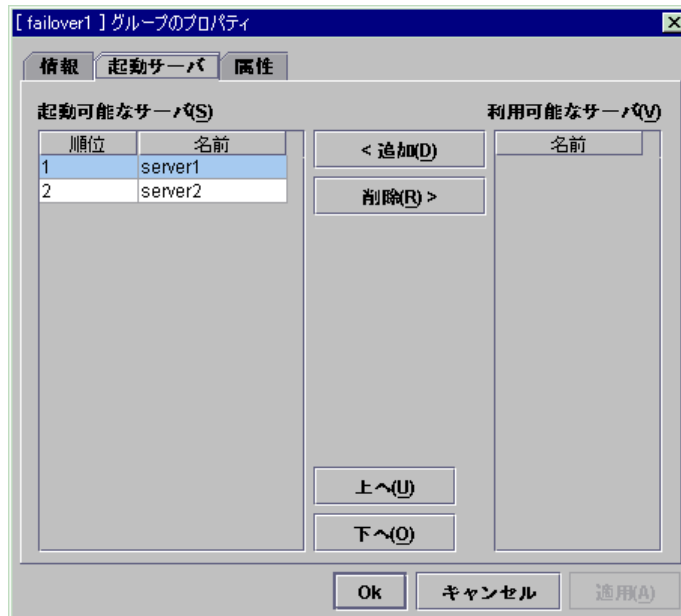 [ failover1 ] グループのプロパティ
情報 起動サーバ 属性
起動可能なサーバ(S) 利用可能なサーバ(V)
順位 名前 < 追加(D) 名前
1 server1
2 server2 削除(R) >
上へ(U)
下へ(O)
Ok キャンセル 適用(A)